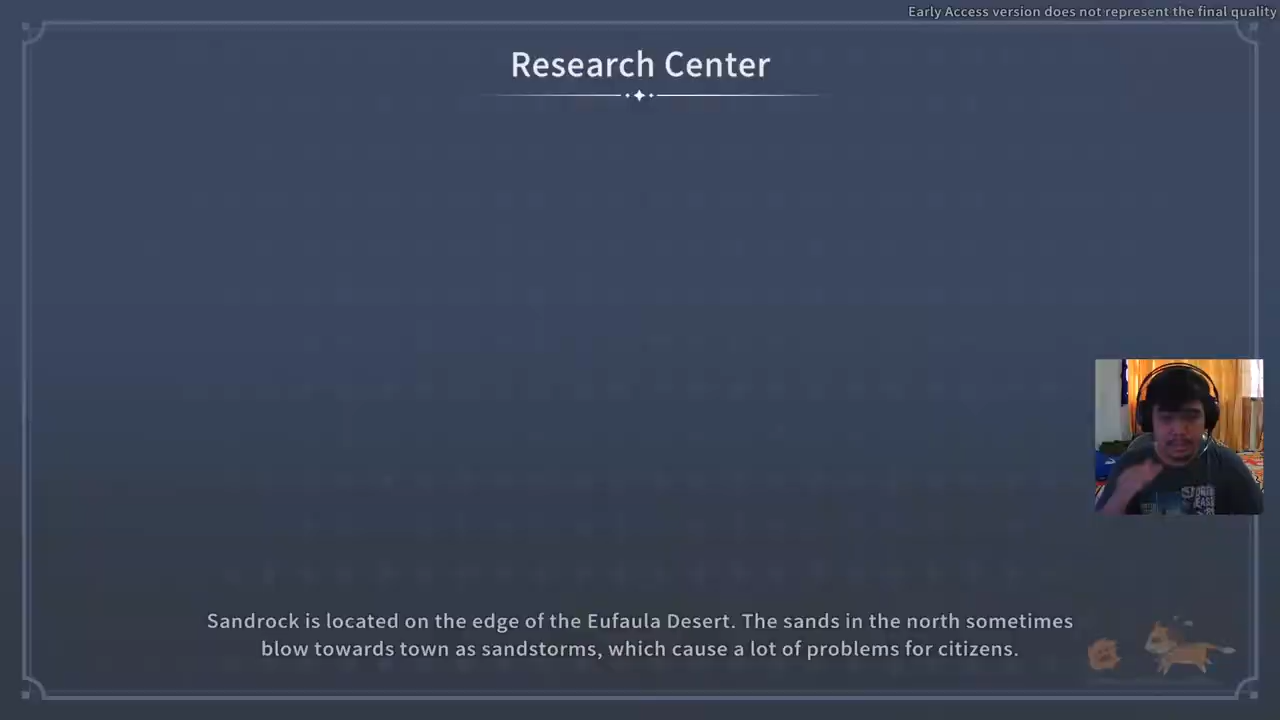 Early Access version does not represent the final quality
Research Center
Sandrock is located on the edge of the Eufaula Desert. The sands in the north sometimes
blow towards town as sandstorms, which cause a lot of problems for citizens.